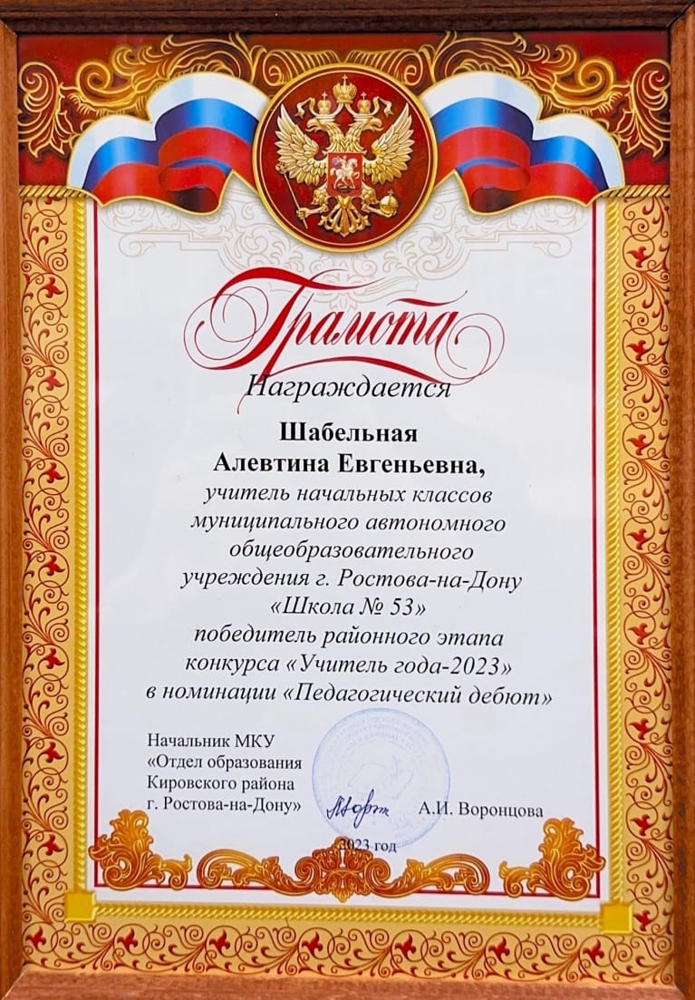 Грамота
Награждается
Шабельная
Алевтина Евгеньевна,
учитель начальных классов
муниципального автономного
общеобразовательного
учреждения г. Ростова-на-Дону
«Школа № 53»
победитель районного этапа
конкурса «Учитель года-2023»
в номинации «Педагогический дебют»
Начальник МКУ
«Отдел образования
Кировского района
г. Ростова-на-Дону»
А.И. Воронцова
2023 год